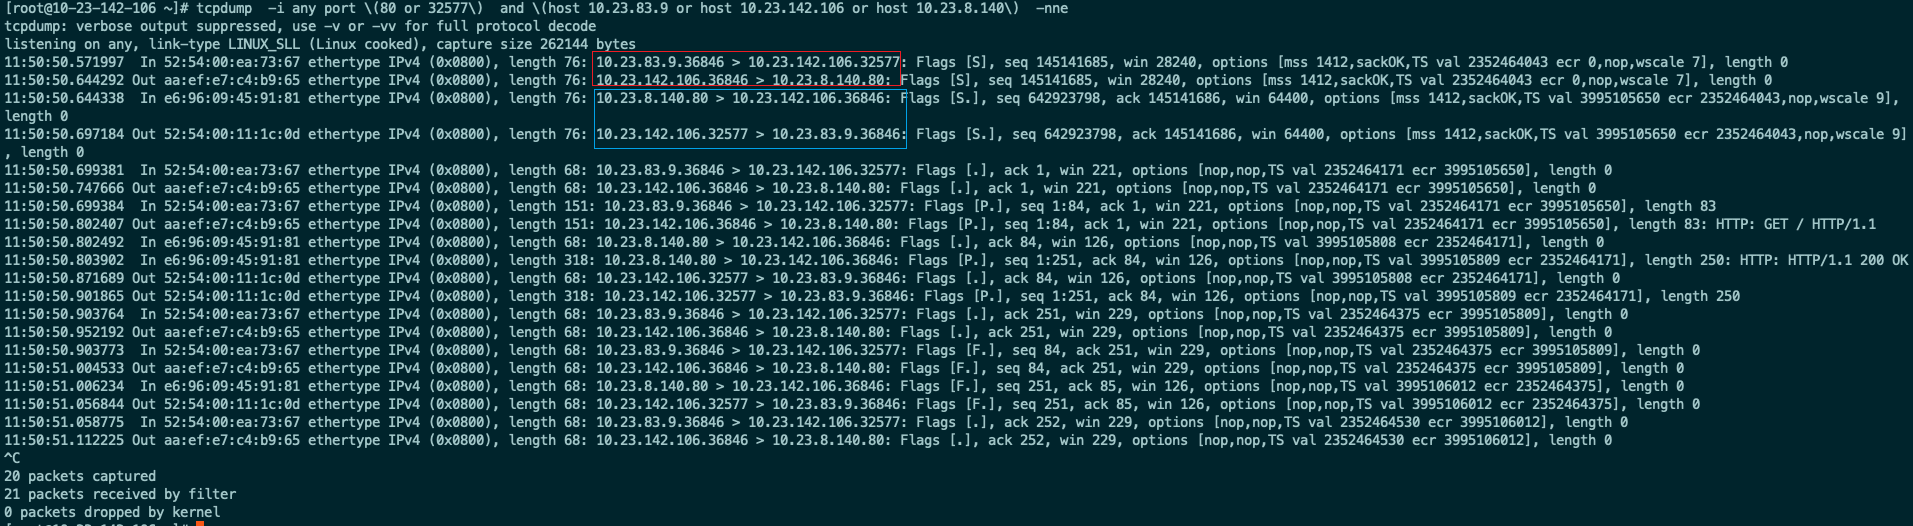 [root@10-23-142-106 ~]# tcpdump  -i any port \(80 or 32577\)  and \(host 10.23.83.9 or host 10.23.142.106 or host 10.23.8.140\)  -nne
tcpdump: verbose output suppressed, use -v or -vv for full protocol decode
listening on any, link-type LINUX_SLL (Linux cooked), capture size 262144 bytes
11:50:50.571997  In 52:54:00:ea:73:67 ethertype IPv4 (0x0800), length 76: 10.23.83.9.36846 > 10.23.142.106.32577: Flags [S], seq 145141685, win 28240, options [mss 1412,sackOK,TS val 2352464043 ecr 0,nop,wscale 7], length 0
11:50:50.644292 Out aa:ef:e7:c4:b9:65 ethertype IPv4 (0x0800), length 76: 10.23.142.106.36846 > 10.23.8.140.80: Flags [S], seq 145141685, win 28240, options [mss 1412,sackOK,TS val 2352464043 ecr 0,nop,wscale 7], length 0
11:50:50.644338  In e6:96:09:45:91:81 ethertype IPv4 (0x0800), length 76: 10.23.8.140.80 > 10.23.142.106.36846: Flags [S.], seq 642923798, ack 145141686, win 64400, options [mss 1412,sackOK,TS val 3995105650 ecr 2352464043,nop,wscale 9],
length 0
11:50:50.697184 Out 52:54:00:11:1c:0d ethertype IPv4 (0x0800), length 76: 10.23.142.106.32577 > 10.23.83.9.36846: Flags [S.], seq 642923798, ack 145141686, win 64400, options [mss 1412,sackOK,TS val 3995105650 ecr 2352464043,nop,wscale 9]
, length 0
11:50:50.699381  In 52:54:00:ea:73:67 ethertype IPv4 (0x0800), length 68: 10.23.83.9.36846 > 10.23.142.106.32577: Flags [.], ack 1, win 221, options [nop,nop,TS val 2352464171 ecr 3995105650], length 0
11:50:50.747666 Out aa:ef:e7:c4:b9:65 ethertype IPv4 (0x0800), length 68: 10.23.142.106.36846 > 10.23.8.140.80: Flags [.], ack 1, win 221, options [nop,nop,TS val 2352464171 ecr 3995105650], length 0
11:50:50.699384  In 52:54:00:ea:73:67 ethertype IPv4 (0x0800), length 151: 10.23.83.9.36846 > 10.23.142.106.32577: Flags [P.], seq 1:84, ack 1, win 221, options [nop,nop,TS val 2352464171 ecr 3995105650], length 83
11:50:50.802407 Out aa:ef:e7:c4:b9:65 ethertype IPv4 (0x0800), length 151: 10.23.142.106.36846 > 10.23.8.140.80: Flags [P.], seq 1:84, ack 1, win 221, options [nop,nop,TS val 2352464171 ecr 3995105650], length 83: HTTP: GET / HTTP/1.1
11:50:50.802492  In e6:96:09:45:91:81 ethertype IPv4 (0x0800), length 68: 10.23.8.140.80 > 10.23.142.106.36846: Flags [.], ack 84, win 126, options [nop,nop,TS val 3995105808 ecr 2352464171], length 0
11:50:50.803902  In e6:96:09:45:91:81 ethertype IPv4 (0x0800), length 318: 10.23.8.140.80 > 10.23.142.106.36846: Flags [P.], seq 1:251, ack 84, win 126, options [nop,nop,TS val 3995105809 ecr 2352464171], length 250: HTTP: HTTP/1.1 200 OK
11:50:50.871689 Out 52:54:00:11:1c:0d ethertype IPv4 (0x0800), length 68: 10.23.142.106.32577 > 10.23.83.9.36846: Flags [.], ack 84, win 126, options [nop,nop,TS val 3995105808 ecr 2352464171], length 0
11:50:50.901865 Out 52:54:00:11:1c:0d ethertype IPv4 (0x0800), length 318: 10.23.142.106.32577 > 10.23.83.9.36846: Flags [P.], seq 1:251, ack 84, win 126, options [nop,nop,TS val 3995105809 ecr 2352464171], length 250
11:50:50.903764  In 52:54:00:ea:73:67 ethertype IPv4 (0x0800), length 68: 10.23.83.9.36846 > 10.23.142.106.32577: Flags [.], ack 251, win 229, options [nop,nop,TS val 2352464375 ecr 3995105809], length 0
11:50:50.952192 Out aa:ef:e7:c4:b9:65 ethertype IPv4 (0x0800), length 68: 10.23.142.106.36846 > 10.23.8.140.80: Flags [.], ack 251, win 229, options [nop,nop,TS val 2352464375 ecr 3995105809], length 0
11:50:50.903773  In 52:54:00:ea:73:67 ethertype IPv4 (0x0800), length 68: 10.23.83.9.36846 > 10.23.142.106.32577: Flags [F.], seq 84, ack 251, win 229, options [nop,nop,TS val 2352464375 ecr 3995105809], length 0
11:50:51.004533 Out aa:ef:e7:c4:b9:65 ethertype IPv4 (0x0800), length 68: 10.23.142.106.36846 > 10.23.8.140.80: Flags [F.], seq 84, ack 251, win 229, options [nop,nop,TS val 2352464375 ecr 3995105809], length 0
11:50:51.006234  In e6:96:09:45:91:81 ethertype IPv4 (0x0800), length 68: 10.23.8.140.80 > 10.23.142.106.36846: Flags [F.], seq 251, ack 85, win 126, options [nop,nop,TS val 3995106012 ecr 2352464375], length 0
11:50:51.056844 Out 52:54:00:11:1c:0d ethertype IPv4 (0x0800), length 68: 10.23.142.106.32577 > 10.23.83.9.36846: Flags [F.], seq 251, ack 85, win 126, options [nop,nop,TS val 3995106012 ecr 2352464375], length 0
11:50:51.058775  In 52:54:00:ea:73:67 ethertype IPv4 (0x0800), length 68: 10.23.83.9.36846 > 10.23.142.106.32577: Flags [.], ack 252, win 229, options [nop,nop,TS val 2352464530 ecr 3995106012], length 0
11:50:51.112225 Out aa:ef:e7:c4:b9:65 ethertype IPv4 (0x0800), length 68: 10.23.142.106.36846 > 10.23.8.140.80: Flags [.], ack 252, win 229, options [nop,nop,TS val 2352464530 ecr 3995106012], length 0
^C
20 packets captured
21 packets received by filter
0 packets dropped by kernel